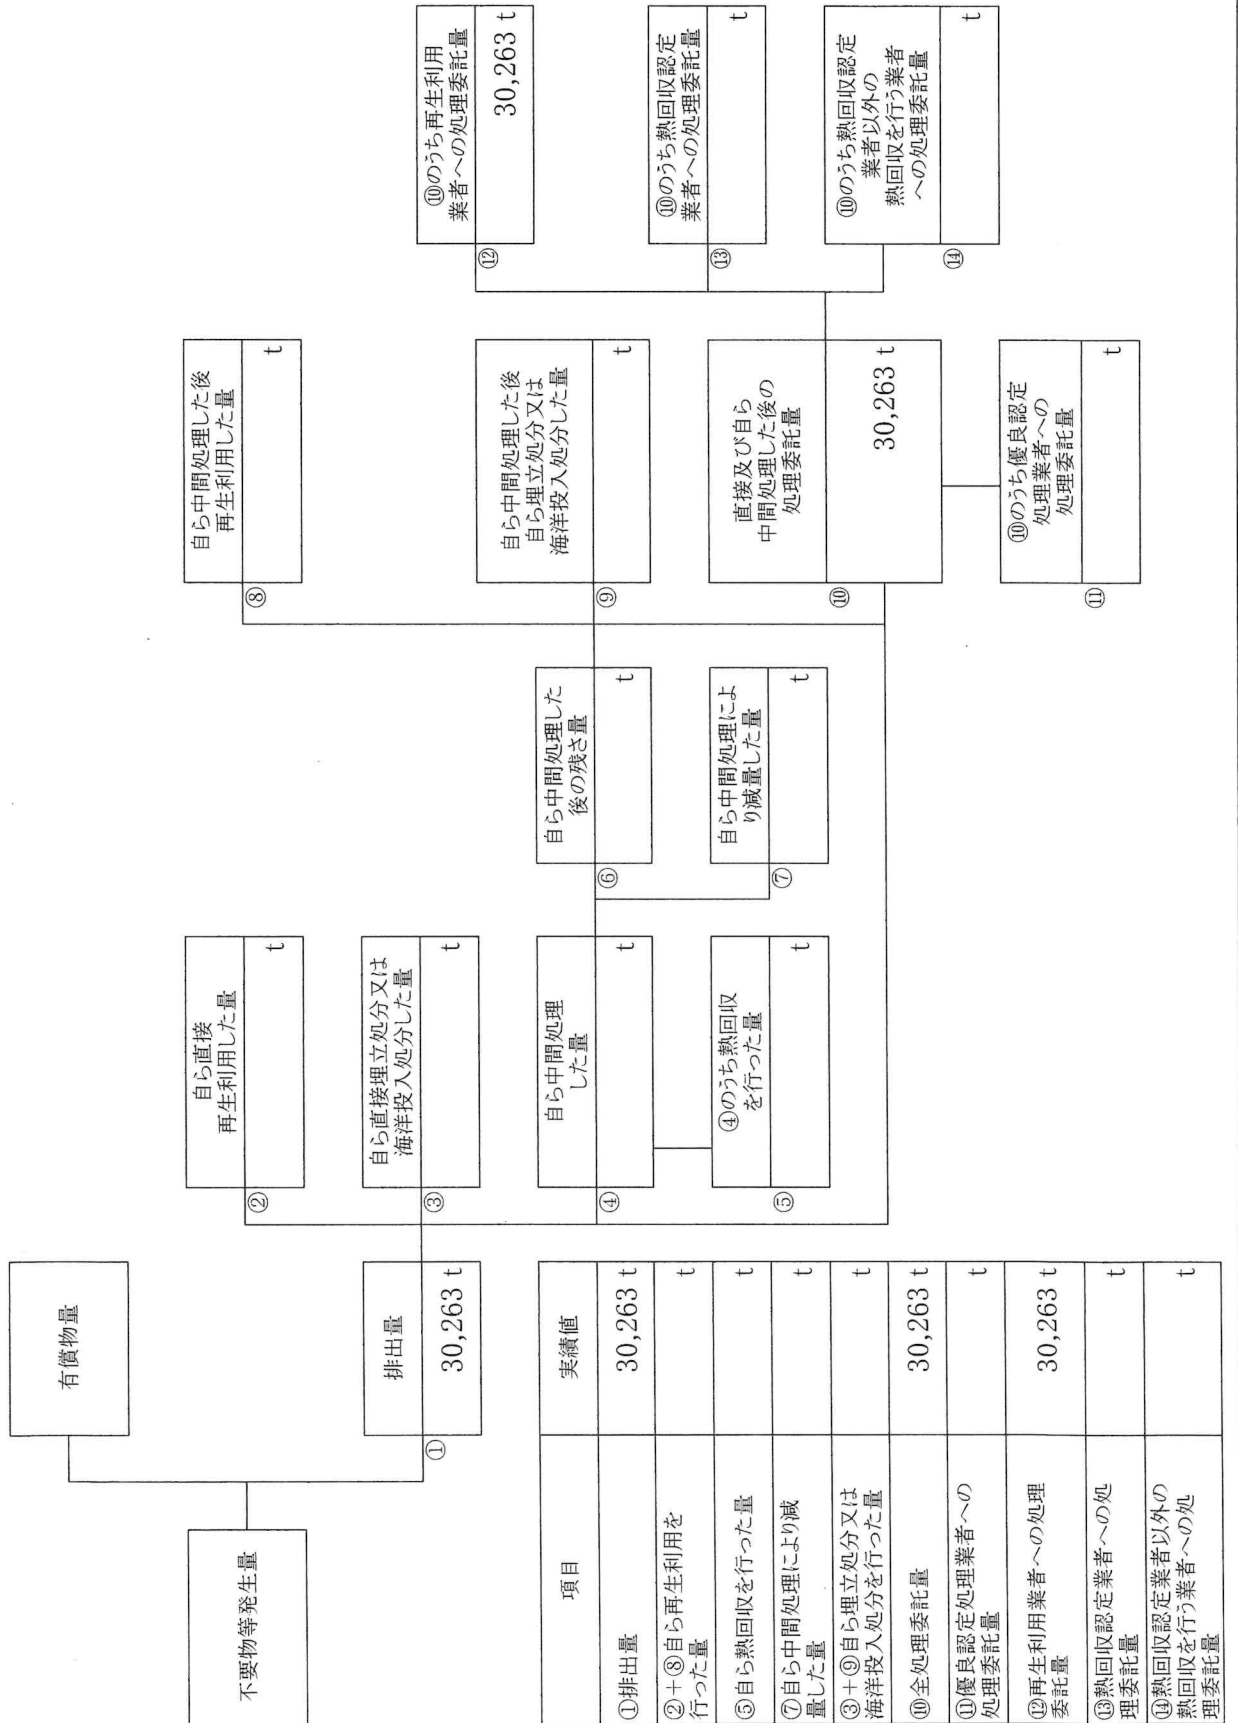 不要物等発生量
有償物量
排出量
①
30,263 t
自ら直接
再生利用した量
②
t
自ら直接埋立処分又は
海洋投入処分した量
③
t
自ら中間処理
した量
④
t
④のうち熱回収
を行った量
⑤
t
自ら中間処理した
後の残さ量
⑥
t
自ら中間処理によ
り減量した量
⑦
t
自ら中間処理した後
再生利用した量
⑧
t
自ら中間処理した後
自ら埋立処分又は
海洋投入処分した量
⑨
t
直接及び自ら
中間処理した後の
処理委託量
⑩
30,263 t
⑩のうち優良認定
処理業者への
処理委託量
⑪
t
⑩のうち再生利用
業者への処理委託量
⑫
30,263 t
⑩のうち熱回収認定
業者への処理委託量
⑬
t
⑩のうち熱回収認定
業者以外の
熱回収を行う業者
への処理委託量
⑭
t
項目
実績値
①排出量
30,263 t
②+⑧自ら再生利用を
行った量
t
⑤自ら熱回収を行った量
t
⑦自ら中間処理により減
量した量
t
③+⑨自ら埋立処分又は
海洋投入処分を行った量
t
⑩全処理委託量
30,263 t
⑪優良認定処理業者への
処理委託量
t
⑫再生利用業者への処理
委託量
30,263 t
⑬熱回収認定業者への処
理委託量
t
⑭熱回収認定業者以外の
熱回収を行う業者への処
理委託量
t